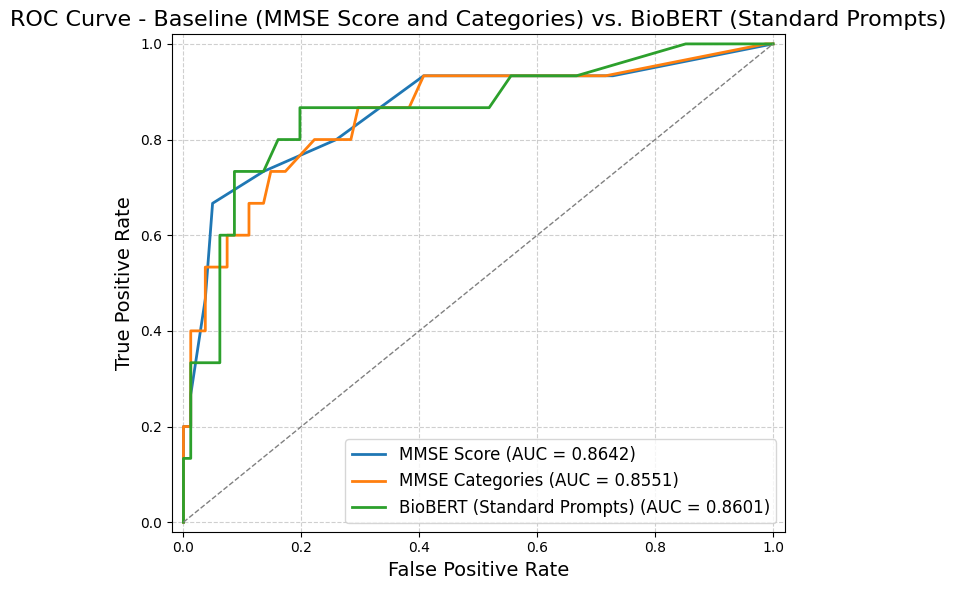 ROC Curve - Baseline (MMSE Score and Categories) vs. BioBERT (Standard Prompts)
True Positive Rate
1.0
0.8
0.6
0.4
0.2
0.0
MMSE Score (AUC = 0.8642)
MMSE Categories (AUC = 0.8551)
BioBERT (Standard Prompts) (AUC = 0.8601)
0.0 0.2 0.4 0.6 0.8 1.0
False Positive Rate